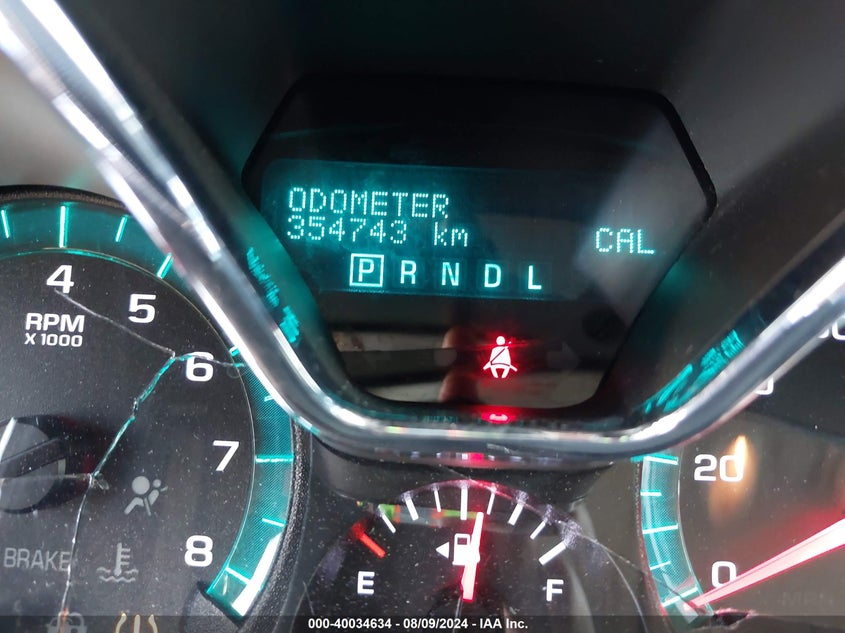 ODOMETER
354743 km
CAL
P R N D L
4
5
RPM
X 1000
6
7
8
BRAKE
E
F
20
0
000-40034634 - 08/09/2024 - IAA Inc.